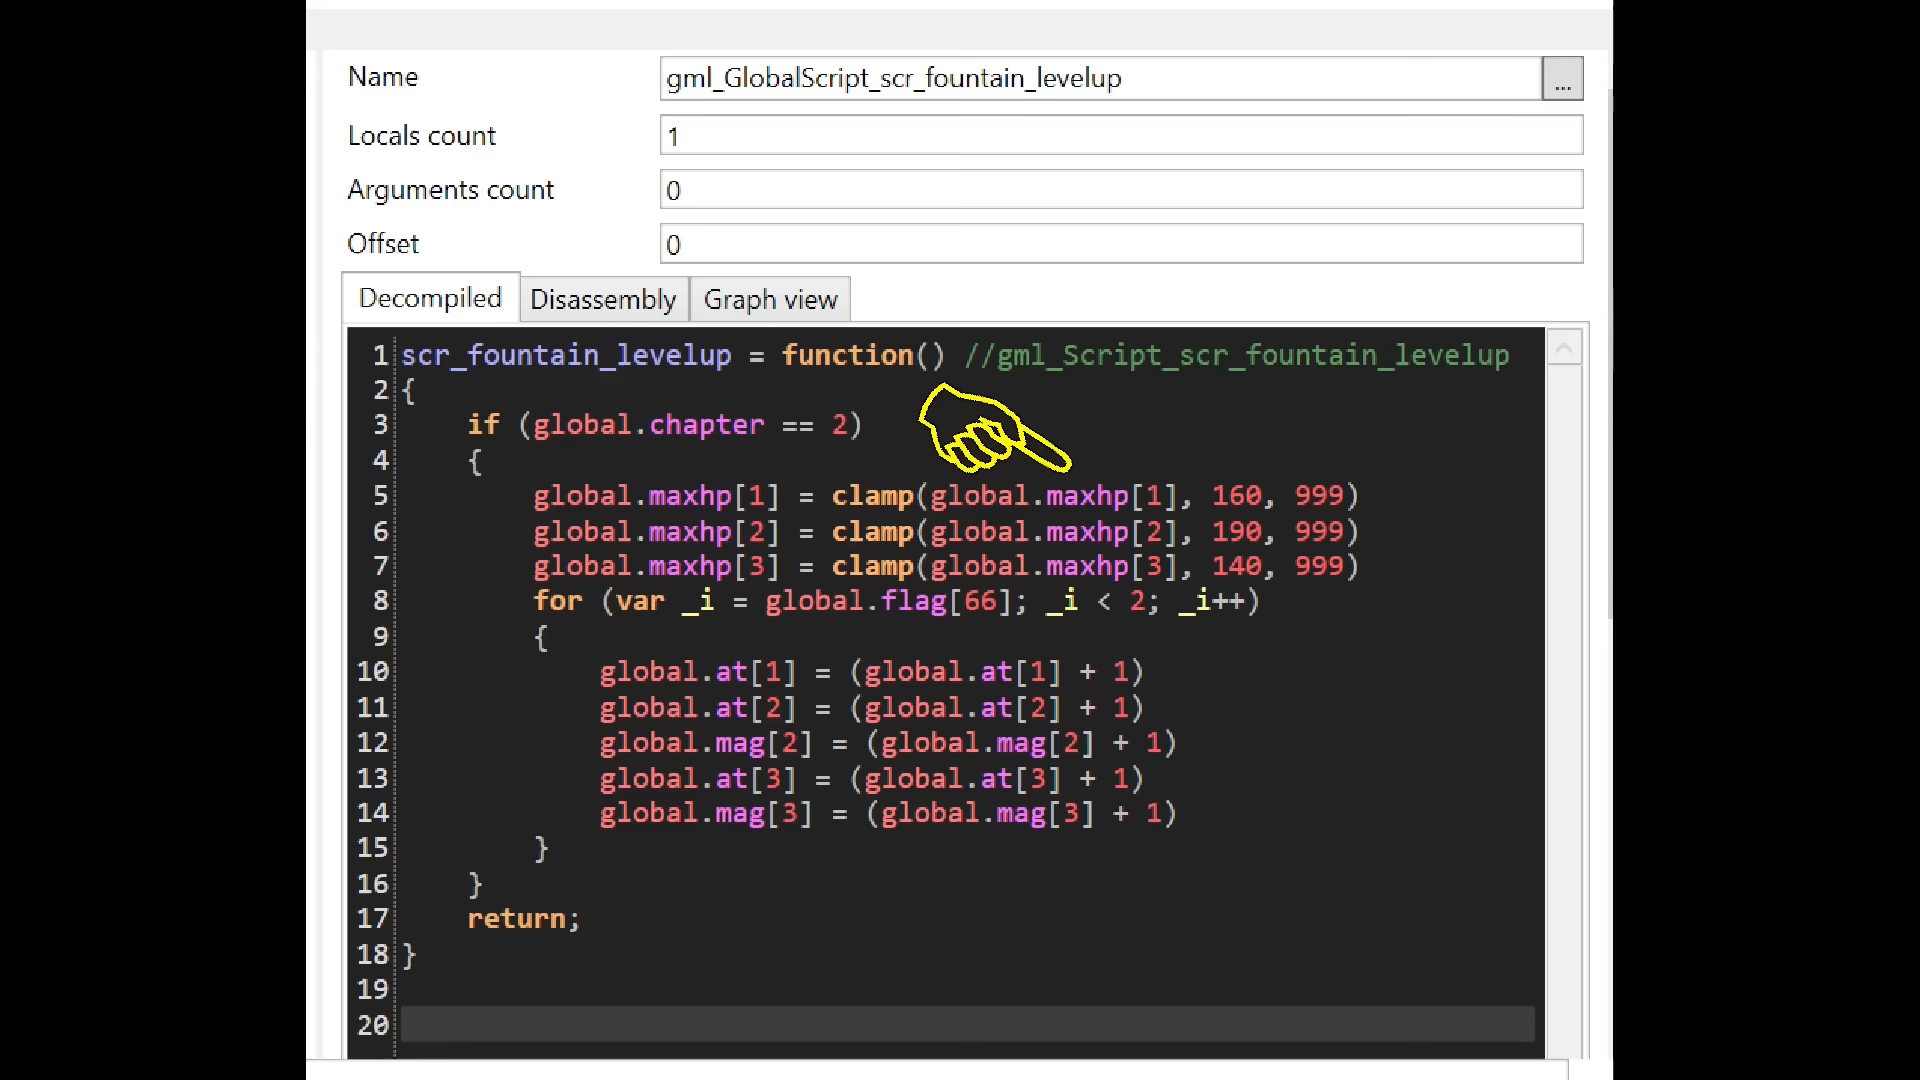 Name gml_GlobalScript_scr_fountain_levelup ...
Locals count 1
Arguments count 0
Offset 0
Decompiled Disassembly Graph view
1 scr_fountain_levelup = function() //gml_Script_scr_fountain_levelup
2 {
3 if (global.chapter == 2)
4 {
5 global.maxhp[1] = clamp(global.maxhp[1], 160, 999)
6 global.maxhp[2] = clamp(global.maxhp[2], 190, 999)
7 global.maxhp[3] = clamp(global.maxhp[3], 140, 999)
8 for (var _i = global.flag[66]; _i < 2; _i++)
9 {
10 global.at[1] = (global.at[1] + 1)
11 global.at[2] = (global.at[2] + 1)
12 global.mag[2] = (global.mag[2] + 1)
13 global.at[3] = (global.at[3] + 1)
14 global.mag[3] = (global.mag[3] + 1)
15 }
16 }
17 return;
18 }
19
20